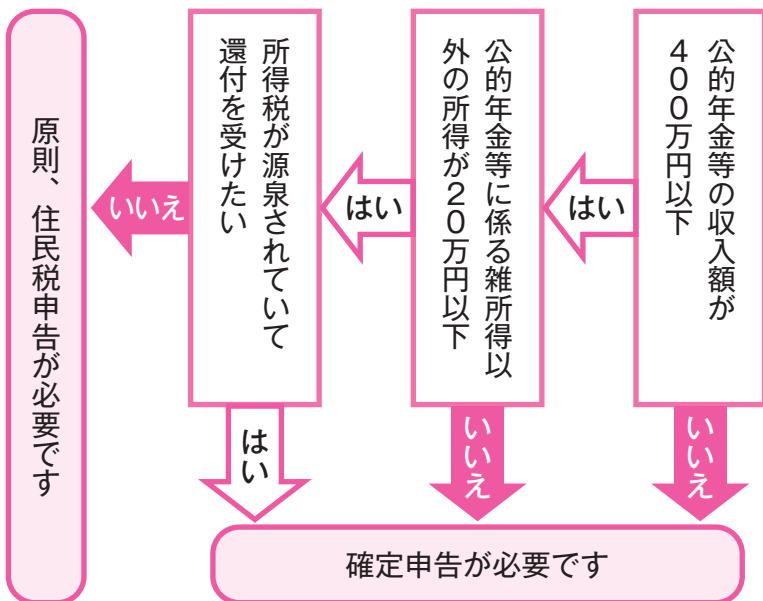 公的年金等の収入額が
４００万円以下
はい
いいえ
公的年金等に係る雑所得以
外の所得が２０万円以下
はい
いいえ
所得税が源泉されていて
還付を受けたい
いいえ
はい
原則、住民税申告が必要です
確定申告が必要です